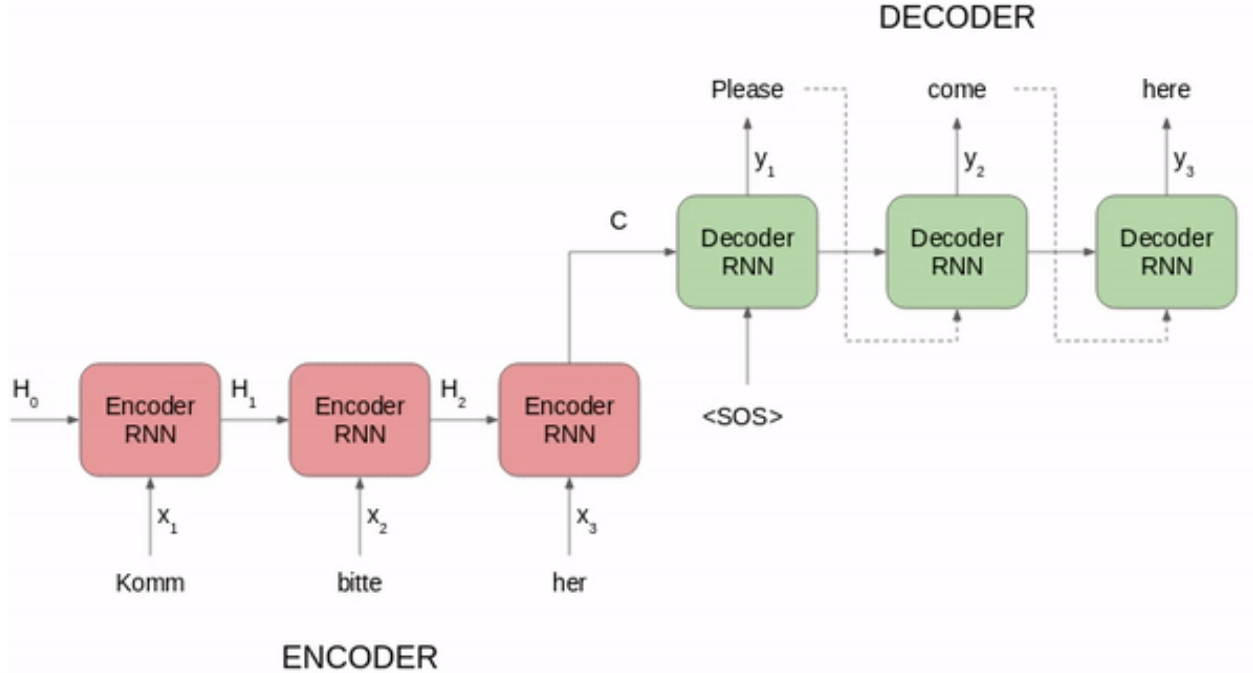 DECODER
Please
come
here
y₁
y₂
y₃
C
Decoder
RNN
Decoder
RNN
Decoder
RNN
H₀
H₁
H₂
Encoder
RNN
Encoder
RNN
Encoder
RNN
<SOS>
x₁
x₂
x₃
Komm
bitte
her
ENCODER